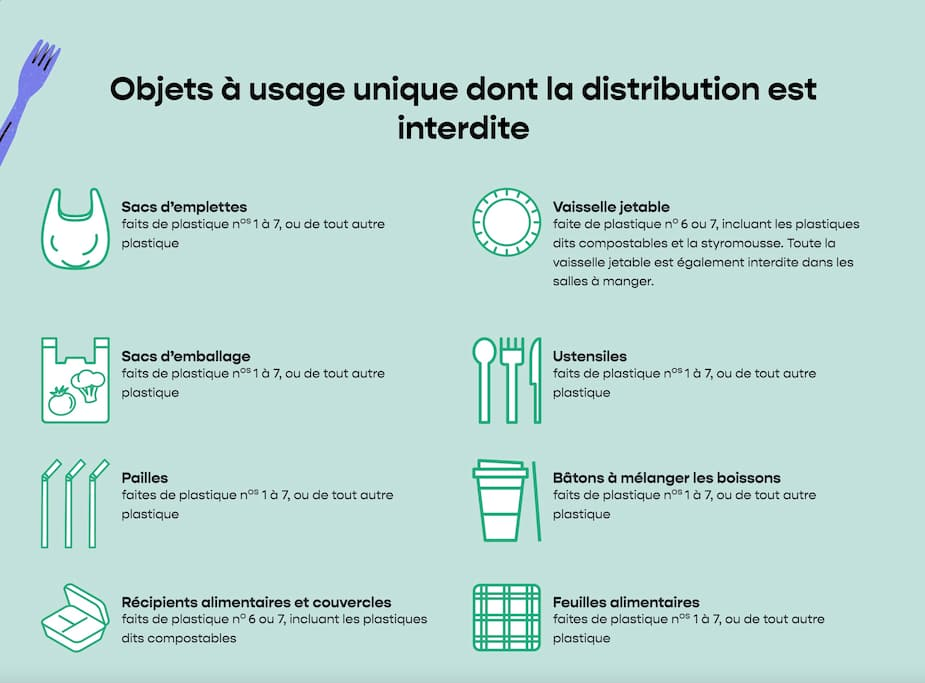 Objets à usage unique dont la distribution est
interdite
Sacs d'emplettes
faits de plastique nos 1 à 7, ou de tout autre
plastique
Vaisselle jetable
faite de plastique no 6 ou 7, incluant les plastiques
dits compostables et la styromousse. Toute la
vaisselle jetable est également interdite dans les
salles à manger.
Sacs d'emballage
faits de plastique nos 1 à 7, ou de tout autre
plastique
Ustensiles
faits de plastique nos 1 à 7, ou de tout autre
plastique
Pailles
faites de plastique nos 1 à 7, ou de tout autre
plastique
Bâtons à mélanger les boissons
faits de plastique nos 1 à 7, ou de tout autre
plastique
Récipients alimentaires et couvercles
faits de plastique no 6 ou 7, incluant les plastiques
dits compostables
Feuilles alimentaires
faites de plastique nos 1 à 7, ou de tout autre
plastique